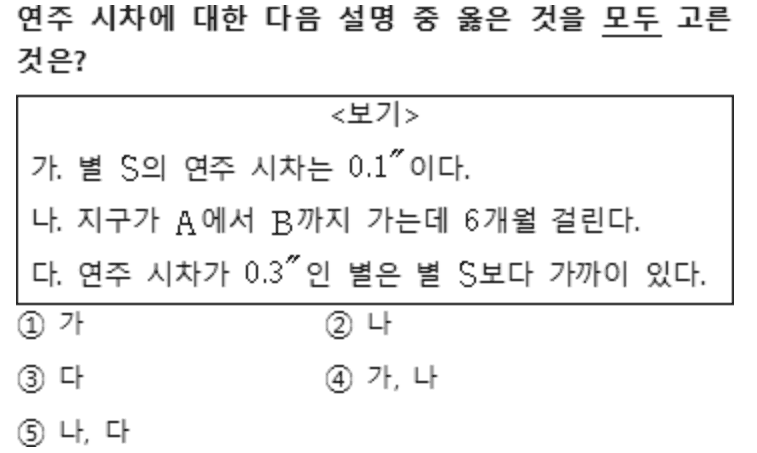 연주 시차에 대한 다음 설명 중 옳은 것을 모두 고른
것은?
<보기>
가. 별 S의 연주 시차는 0.1″이다.
나. 지구가 A에서 B까지 가는데 6개월 걸린다.
다. 연주 시차가 0.3″인 별은 별 S보다 가까이 있다.
① 가 ② 나
③ 다 ④ 가, 나
⑤ 나, 다